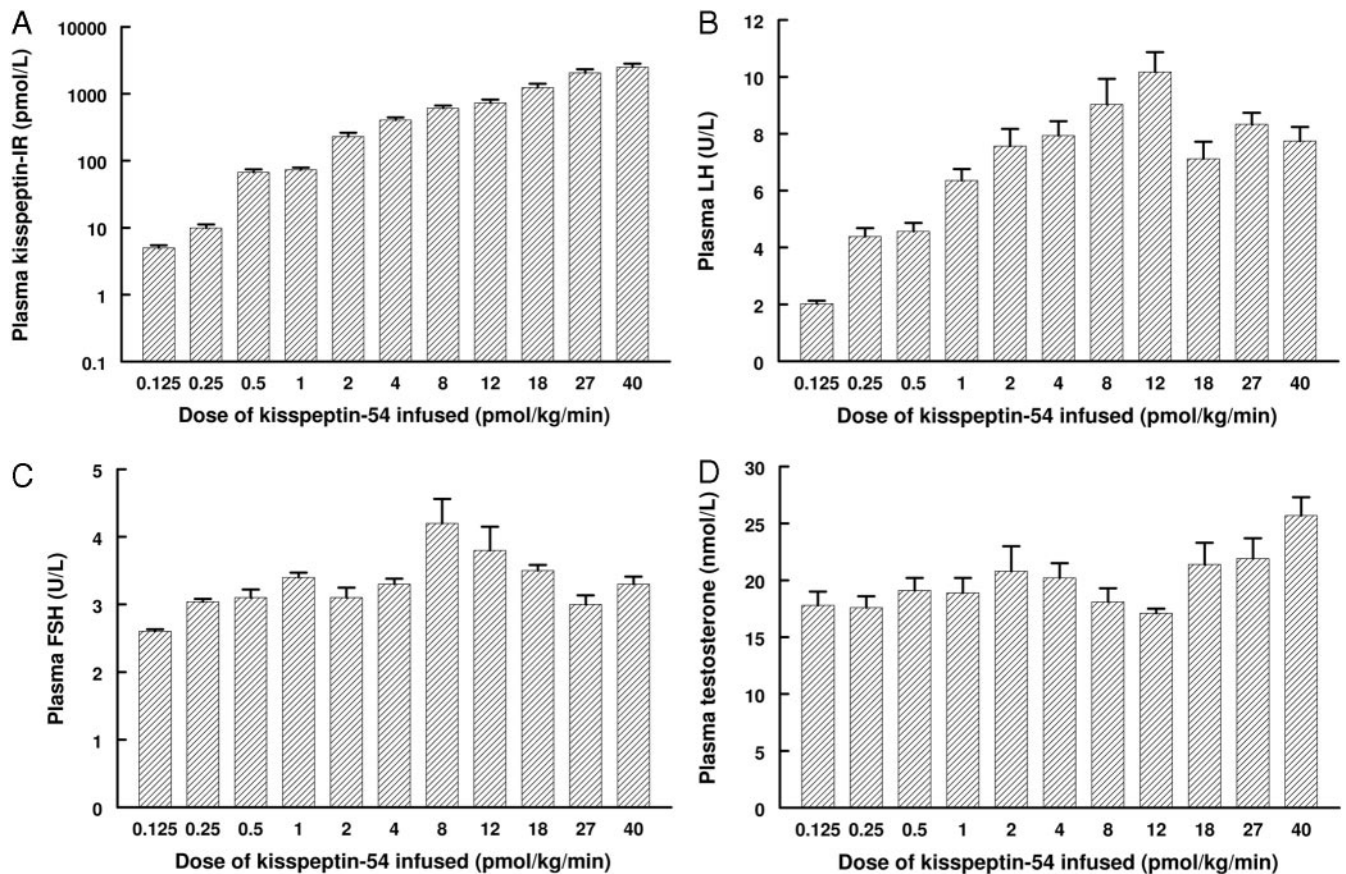 A
Plasma kisspeptin-IR (pmol/L)
10000
1000
100
10
1
0.1
0.125 0.25 0.5 1 2 4 8 12 18 27 40
Dose of kisspeptin-54 infused (pmol/kg/min)
B
Plasma LH (U/L)
12
10
8
6
4
2
0
0.125 0.25 0.5 1 2 4 8 12 18 27 40
Dose of kisspeptin-54 infused (pmol/kg/min)
C
Plasma FSH (U/L)
5
4
3
2
1
0
0.125 0.25 0.5 1 2 4 8 12 18 27 40
Dose of kisspeptin-54 infused (pmol/kg/min)
D
Plasma testosterone (nmol/L)
30
25
20
15
10
5
0
0.125 0.25 0.5 1 2 4 8 12 18 27 40
Dose of kisspeptin-54 infused (pmol/kg/min)